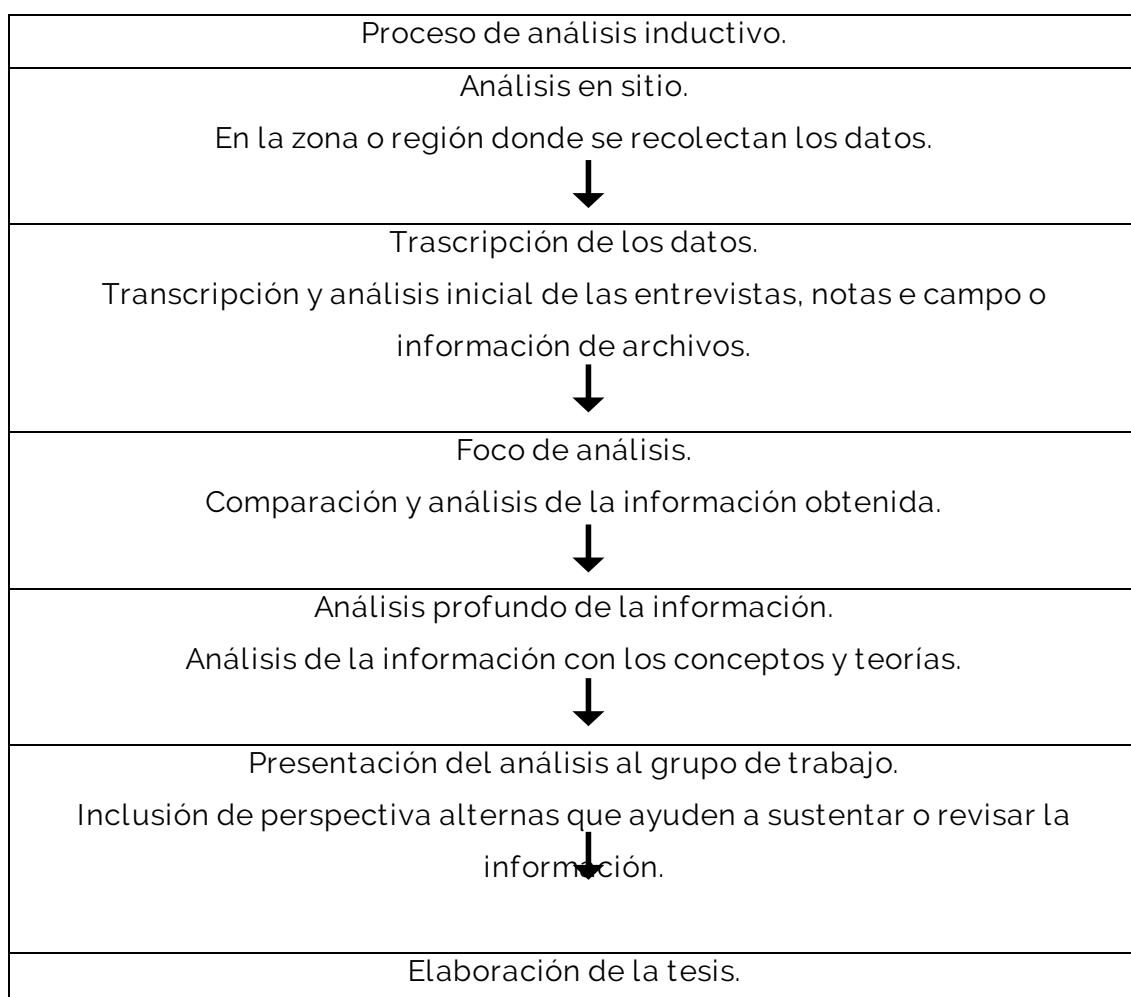 Proceso de análisis inductivo.
Análisis en sitio.
En la zona o región donde se recolectan los datos.
Trascripción de los datos.
Transcripción y análisis inicial de las entrevistas, notas e campo o
información de archivos.
Foco de análisis.
Comparación y análisis de la información obtenida.
Análisis profundo de la información.
Análisis de la información con los conceptos y teorías.
Presentación del análisis al grupo de trabajo.
Inclusión de perspectiva alternas que ayuden a sustentar o revisar la
información.
Elaboración de la tesis.